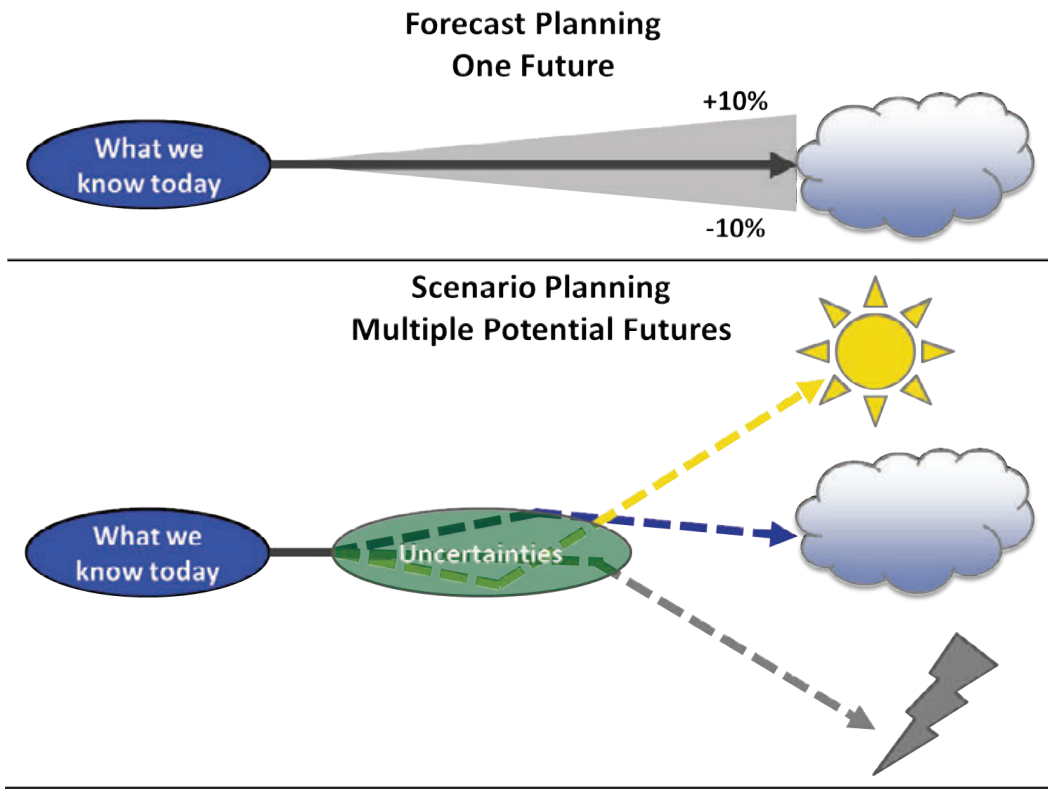 Forecast Planning
One Future
+10%
What we
know today
-10%
Scenario Planning
Multiple Potential Futures
What we
know today
Uncertainties